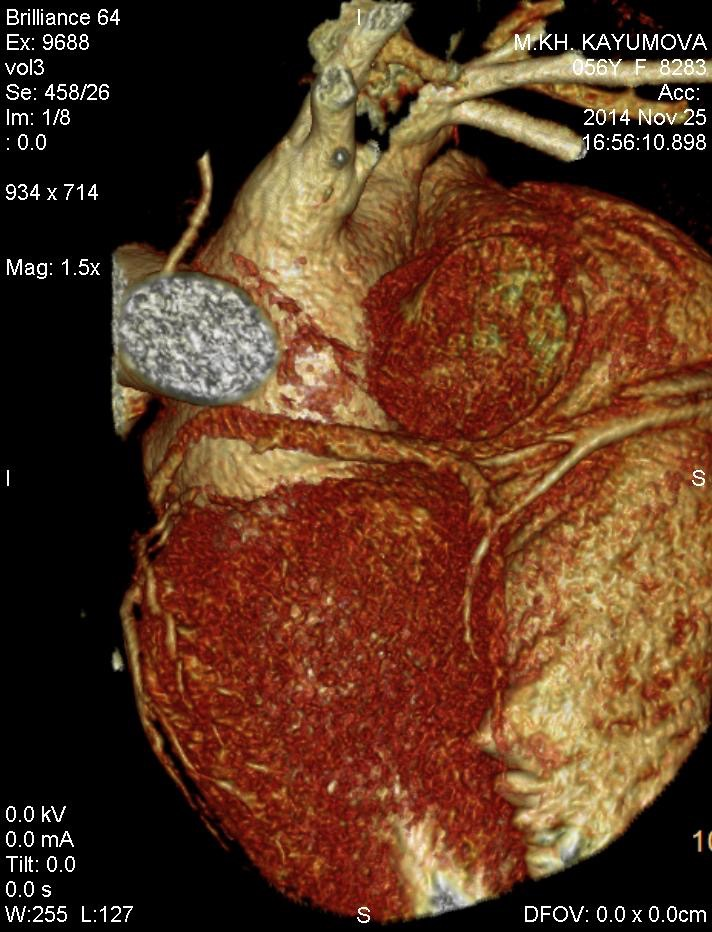 Brilliance 64
Ex: 9688
vol3
Se: 458/26
Im: 1/8
: 0.0
934 x 714
Mag: 1.5x
I
M.KH. KAYUMOVA
056Y F 8283
Acc:
2014 Nov 25
16:56:10.898
I
S
10
0.0 kV
0.0 mA
Tilt: 0.0
0.0 s
W:255 L:127
S
DFOV: 0.0 x 0.0cm